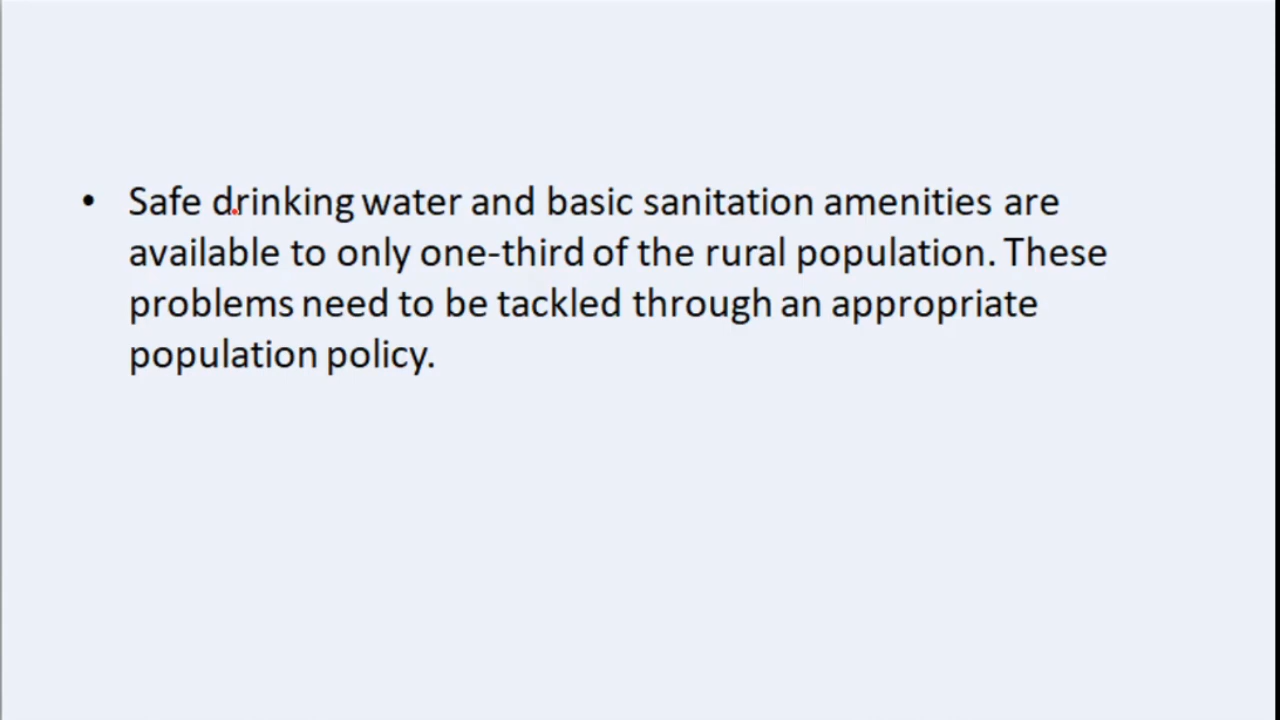 • Safe drinking water and basic sanitation amenities are
available to only one-third of the rural population. These
problems need to be tackled through an appropriate
population policy.